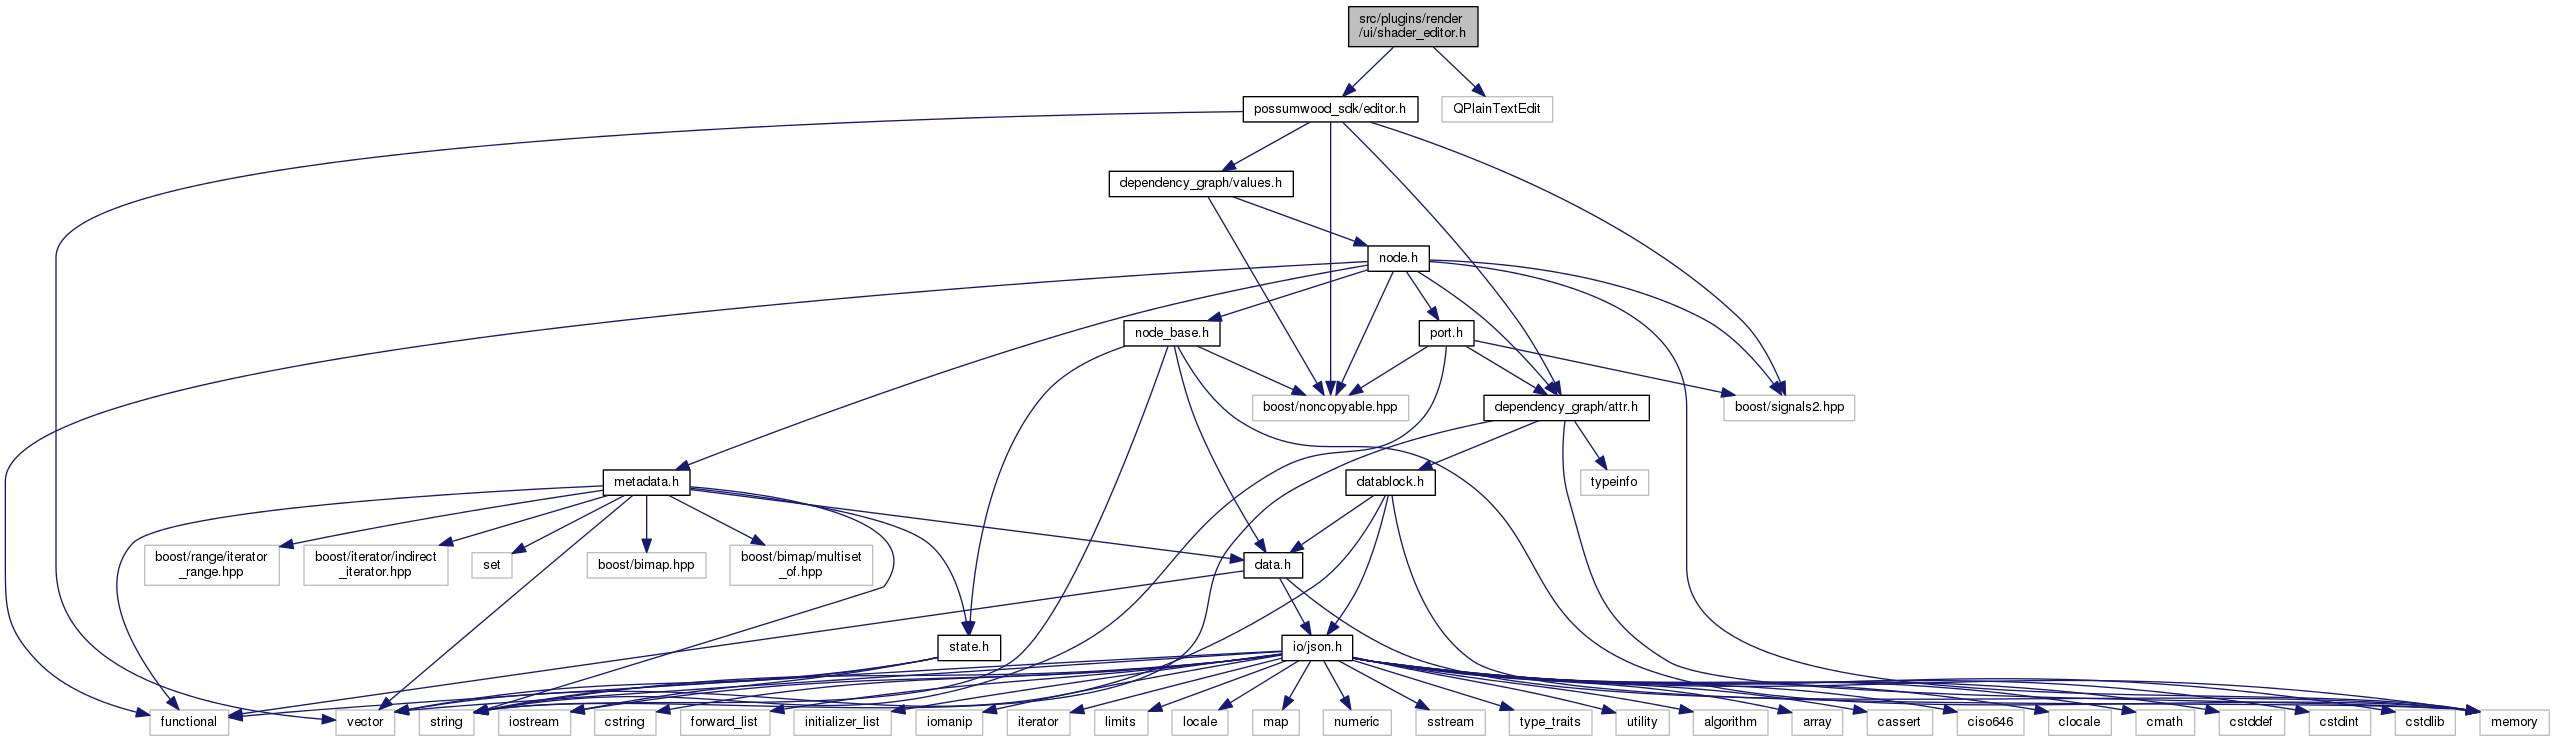 src/plugins/render
/ui/shader_editor.h
possumwood_sdk/editor.h
QPlainTextEdit
dependency_graph/values.h
node.h
node_base.h
port.h
boost/noncopyable.hpp
dependency_graph/attr.h
boost/signals2.hpp
metadata.h
datablock.h
typeinfo
boost/range/iterator
_range.hpp
boost/iterator/indirect
_iterator.hpp
set
boost/bimap.hpp
boost/bimap/multiset
_of.hpp
data.h
state.h
io/json.h
functional
vector
string
iostream
cstring
forward_list
initializer_list
iomanip
iterator
limits
locale
map
numeric
sstream
type_traits
utility
algorithm
array
cassert
ciso646
clocale
cmath
cstddef
cstdint
cstdlib
memory